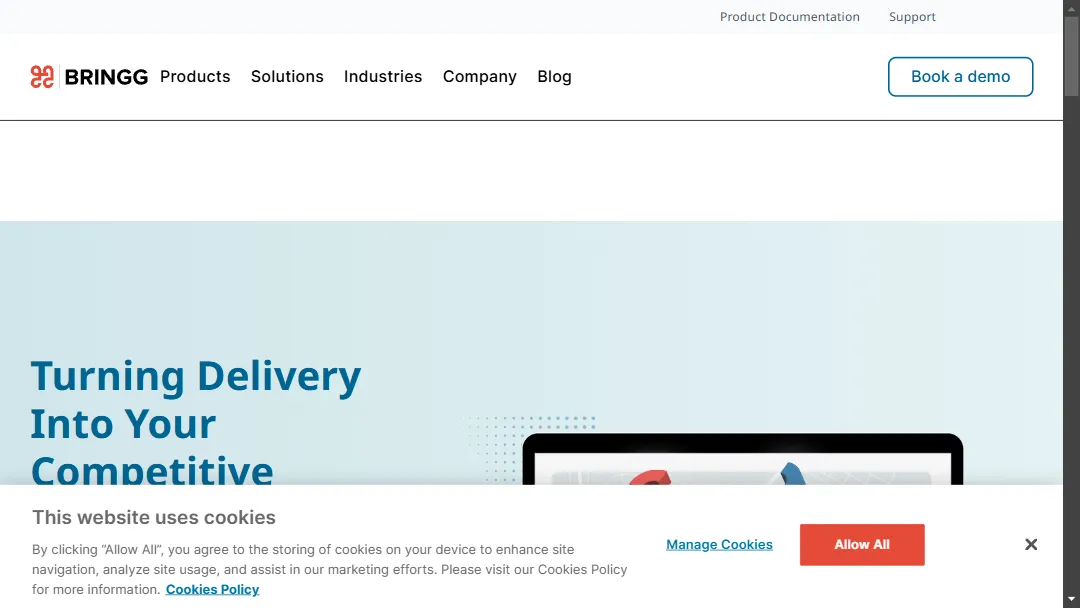 Product Documentation Support
BRINGG Products Solutions Industries Company Blog Book a demo
Turning Delivery
Into Your
Competitive
This website uses cookies
By clicking “Allow All”, you agree to the storing of cookies on your device to enhance site
navigation, analyze site usage, and assist in our marketing efforts. Please visit our Cookies Policy
for more information. Cookies Policy
Manage Cookies
Allow All